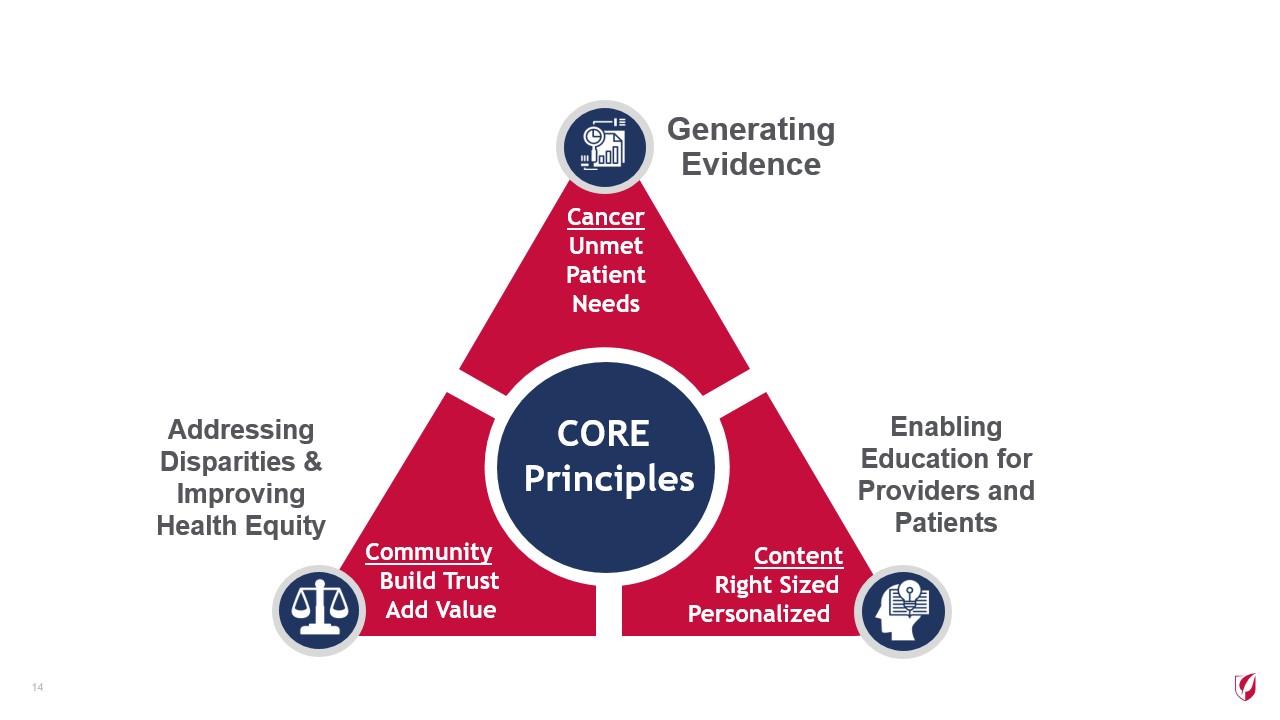 Generating
Evidence
Cancer
Unmet
Patient
Needs
CORE
Principles
Addressing
Disparities &
Improving
Health Equity
Enabling
Education for
Providers and
Patients
Community
Build Trust
Add Value
Content
Right Sized
Personalized
14